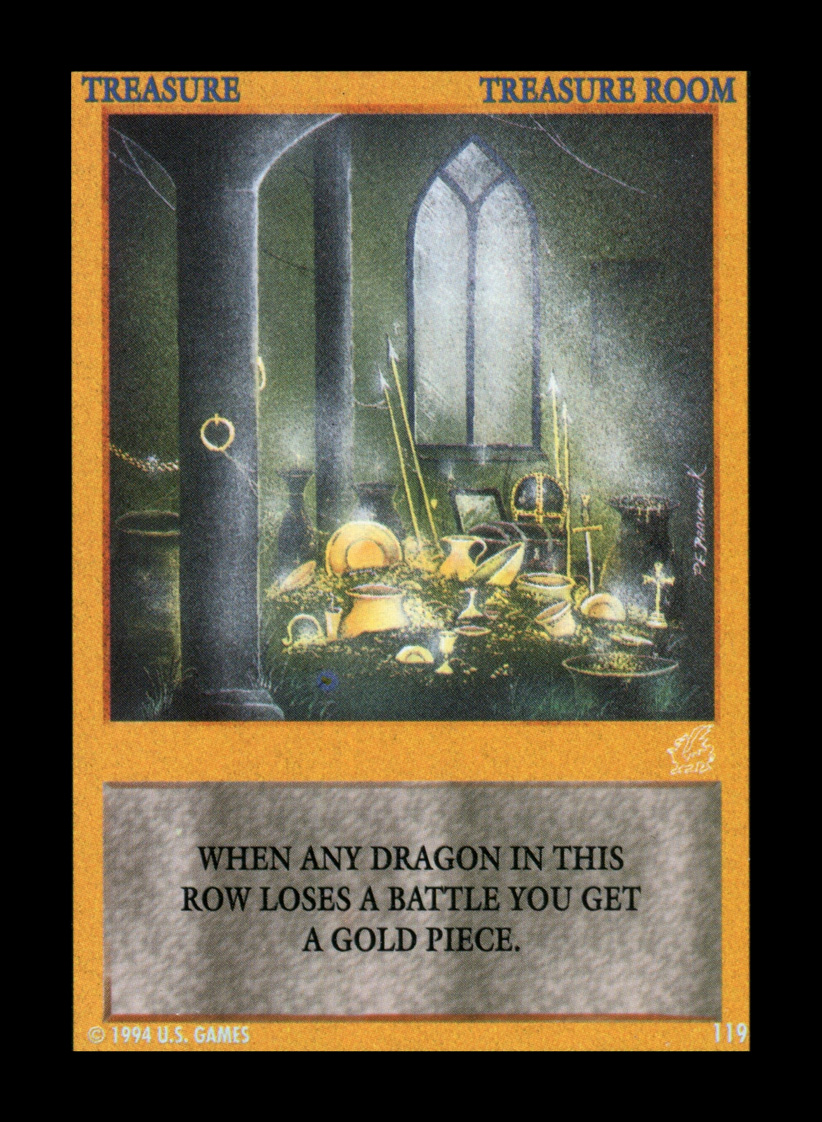 TREASURE
TREASURE ROOM
WHEN ANY DRAGON IN THIS
ROW LOSES A BATTLE YOU GET
A GOLD PIECE.
© 1994 U.S. GAMES
119